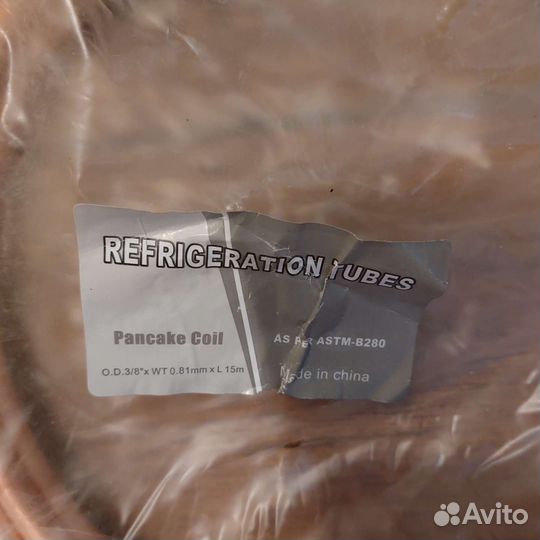 REFRIGERATION TUBES
Pancake Coil
AS PER ASTM-B280
O.D.3/8"x WT 0.81mm x L 15m
Made in china
Avito